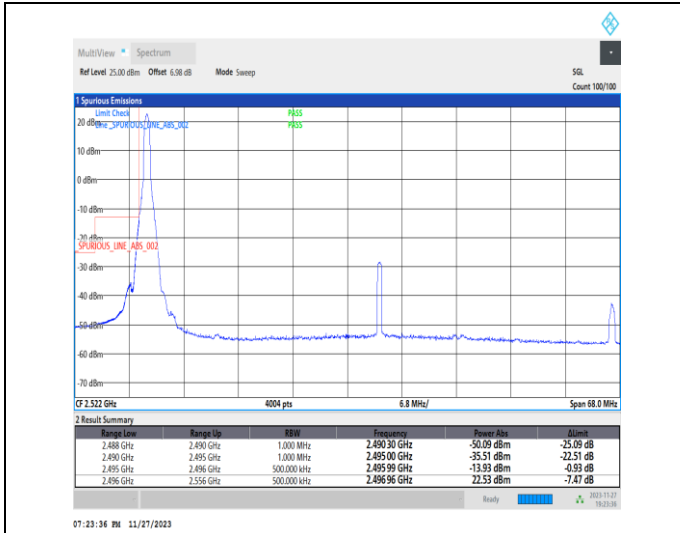 MultiView Spectrum
Ref Level 25.00 dBm Offset 6.98 dB Mode Sweep SGL
Count 100/100
1 Spurious Emissions
Limit Check PASS
20 dBm
Line _SPURIOUS_LINE_ABS_002 PASS
10 dBm
0 dBm
-10 dBm
-20 dBm
SPURIOUS_LINE_ABS_002
-30 dBm
-40 dBm
-50 dBm
-60 dBm
-70 dBm
CF 2.522 GHz 4004 pts 6.8 MHz/ Span 68.0 MHz
2 Result Summary
Range Low Range Up RBW Frequency Power Abs ΔLimit
2.488 GHz 2.490 GHz 1.000 MHz 2.490 30 GHz -50.09 dBm -25.09 dB
2.490 GHz 2.495 GHz 1.000 MHz 2.495 00 GHz -35.51 dBm -22.51 dB
2.495 GHz 2.496 GHz 500.000 kHz 2.495 99 GHz -13.93 dBm -0.93 dB
2.496 GHz 2.556 GHz 500.000 kHz 2.496 96 GHz 22.53 dBm -7.47 dB
Ready 2023-11-27
19:23:36
07:23:36 PM 11/27/2023